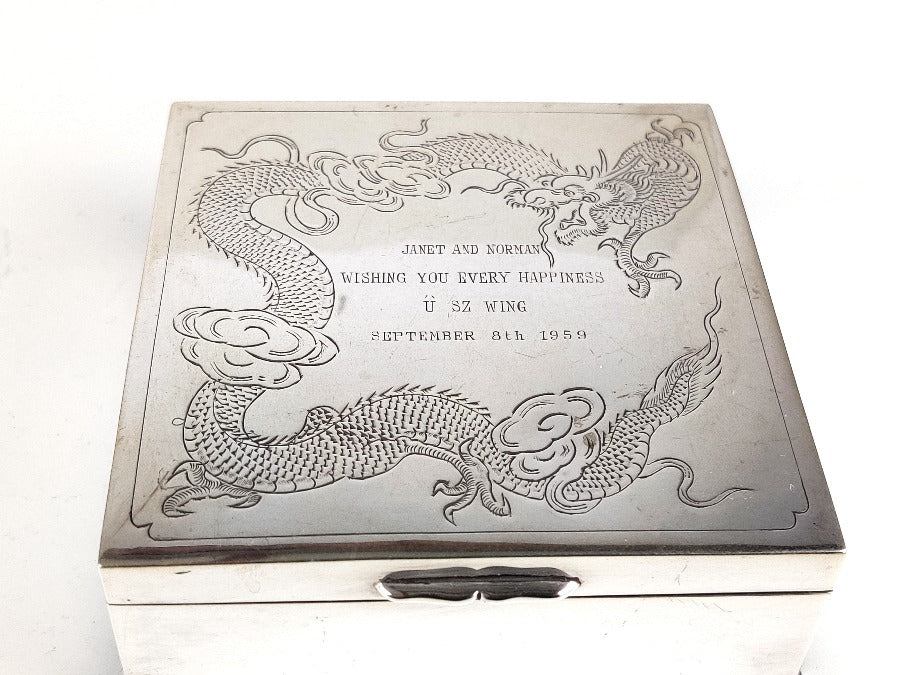 JANET AND NORMAN
WISHING YOU EVERY HAPPINESS
Ü SZ WING
SEPTEMBER 8th 1959